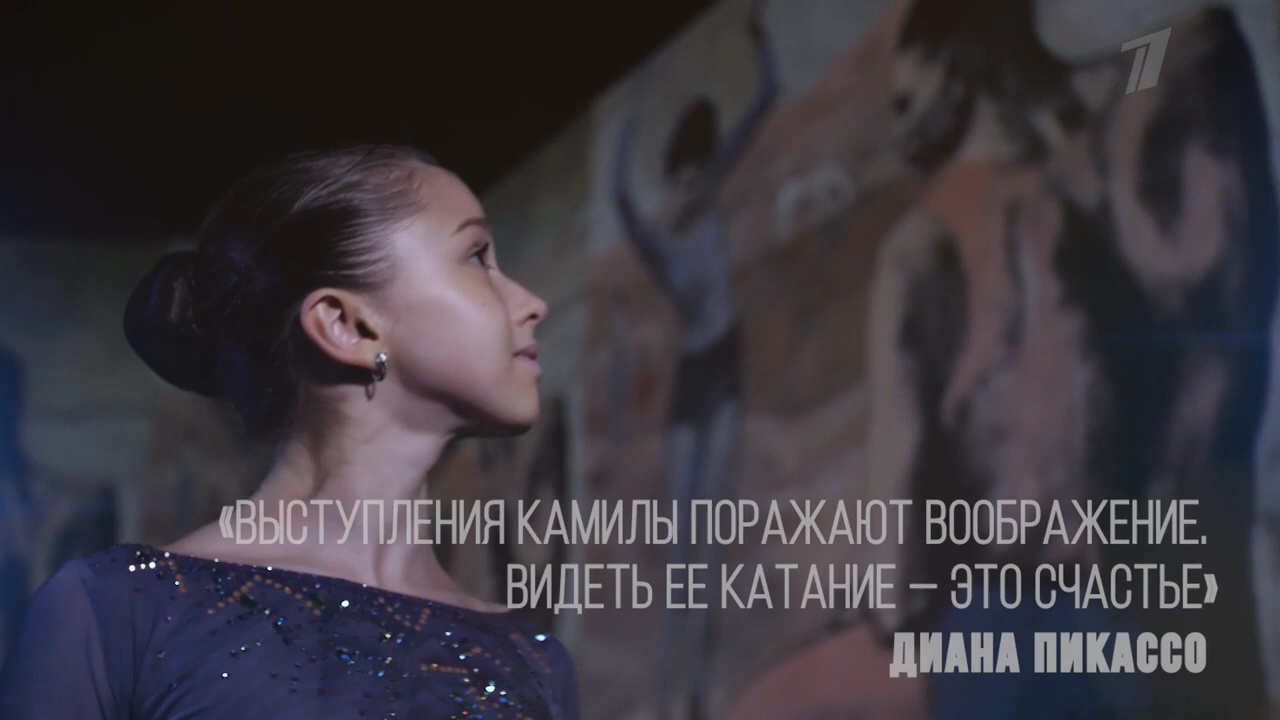 «ВЫСТУПЛЕНИЯ КАМИЛЫ ПОРАЖАЮТ ВООБРАЖЕНИЕ.
ВИДЕТЬ ЕЕ КАТАНИЕ – ЭТО СЧАСТЬЕ»
ДИАНА ПИКАССО